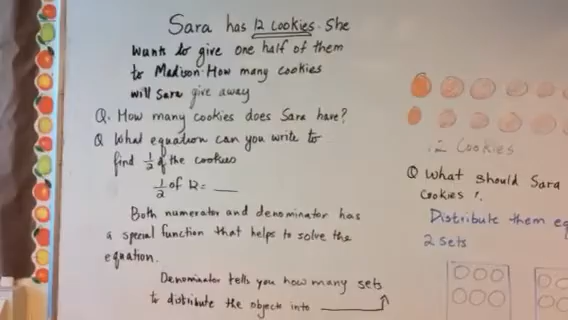 Sara has 12 cookies. She
wants to give one half of them
to Madison. How many cookies
will Sara give away
Q. How many cookies does Sara have?
Q What equation can you write to
find 1/2 of the cookies
1/2 of 12 = ___
Both numerator and denominator has
a special function that helps to solve the
equation.
Denominator tells you how many sets
to distribute the objects into
12 Cookies
Q What should Sara
cookies ?
Distribute them eq
2 sets